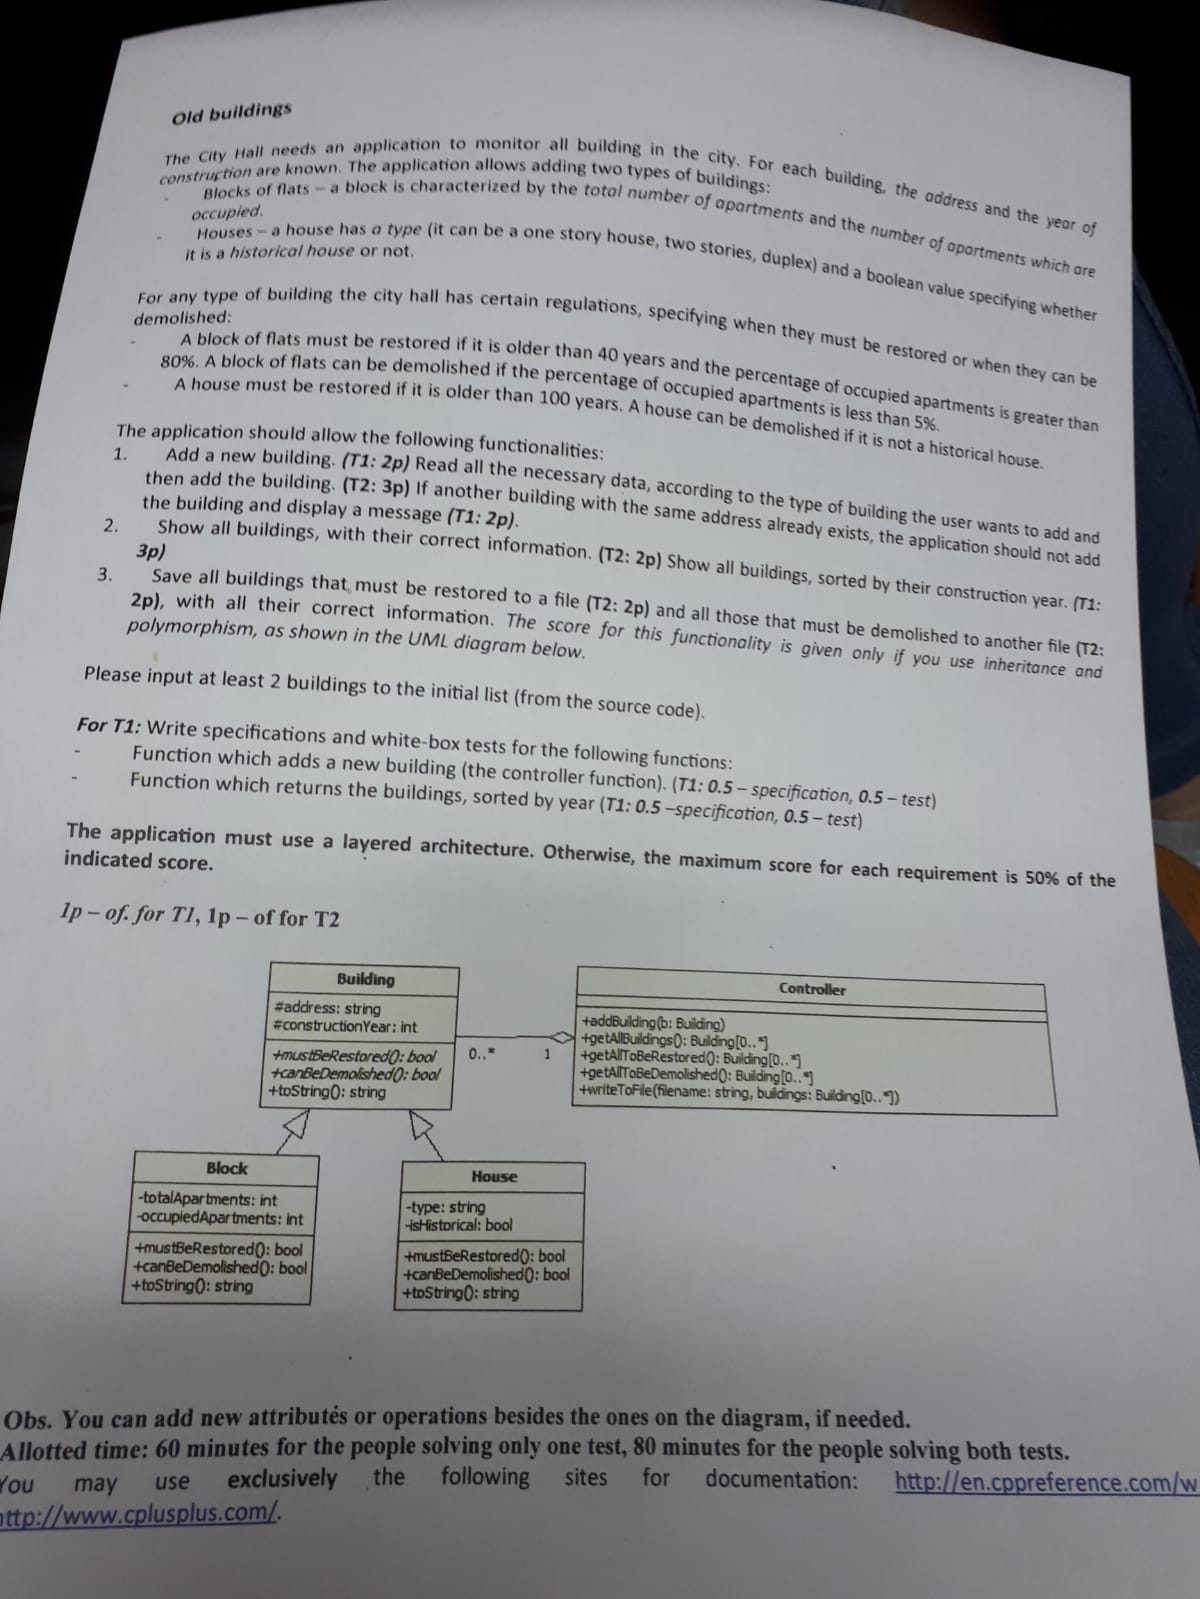 Old buildings
The City Hall needs an application to monitor all building in the city. For each building, the address and the year of
construction are known. The application allows adding two types of buildings:
- Blocks of flats – a block is characterized by the total number of apartments and the number of apartments which are
occupied.
- Houses – a house has a type (it can be a one story house, two stories, duplex) and a boolean value specifying whether
it is a historical house or not.
For any type of building the city hall has certain regulations, specifying when they must be restored or when they can be
demolished:
- A block of flats must be restored if it is older than 40 years and the percentage of occupied apartments is greater than
80%. A block of flats can be demolished if the percentage of occupied apartments is less than 5%.
- A house must be restored if it is older than 100 years. A house can be demolished if it is not a historical house.
The application should allow the following functionalities:
1. Add a new building. (T1: 2p) Read all the necessary data, according to the type of building the user wants to add and
then add the building. (T2: 3p) If another building with the same address already exists, the application should not add
the building and display a message (T1: 2p).
2. Show all buildings, with their correct information. (T2: 2p) Show all buildings, sorted by their construction year. (T1:
3p)
3. Save all buildings that must be restored to a file (T2: 2p) and all those that must be demolished to another file (T2:
2p), with all their correct information. The score for this functionality is given only if you use inheritance and
polymorphism, as shown in the UML diagram below.
Please input at least 2 buildings to the initial list (from the source code).
For T1: Write specifications and white-box tests for the following functions:
- Function which adds a new building (the controller function). (T1: 0.5 – specification, 0.5 – test)
- Function which returns the buildings, sorted by year (T1: 0.5 –specification, 0.5 – test)
The application must use a layered architecture. Otherwise, the maximum score for each requirement is 50% of the
indicated score.
1p – of. for T1, 1p – of for T2
Building
#address: string
#constructionYear: int
+mustBeRestored(): bool
+canBeDemolished(): bool
+toString(): string
0..*
1
Controller
+addBuilding(b: Building)
+getAllBuildings(): Building[0..*]
+getAllToBeRestored(): Building[0..*]
+getAllToBeDemolished(): Building[0..*]
+writeToFile(filename: string, buildings: Building[0..*])
Block
-totalApartments: int
-occupiedApartments: int
+mustBeRestored(): bool
+canBeDemolished(): bool
+toString(): string
House
-type: string
-isHistorical: bool
+mustBeRestored(): bool
+canBeDemolished(): bool
+toString(): string
Obs. You can add new attributes or operations besides the ones on the diagram, if needed.
Allotted time: 60 minutes for the people solving only one test, 80 minutes for the people solving both tests.
You may use exclusively the following sites for documentation: http://en.cppreference.com/w
http://www.cplusplus.com/.